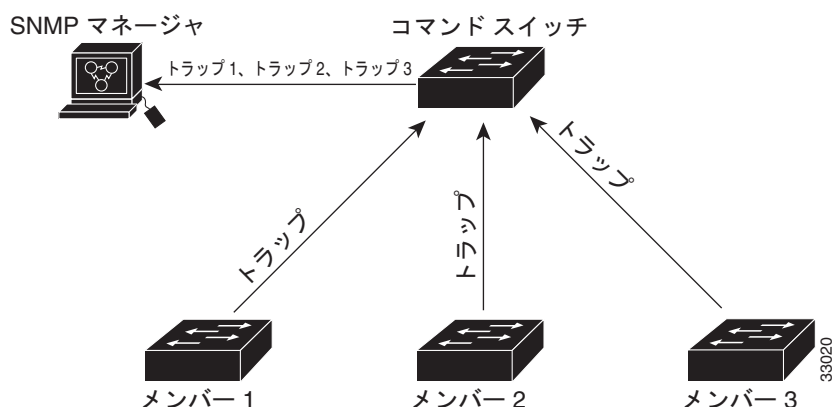 SNMP マネージャ
コマンド スイッチ
トラップ 1、トラップ 2、トラップ 3
トラップ
トラップ
トラップ
メンバー 1
メンバー 2
メンバー 3
33020